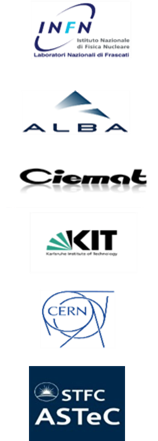 INFN
Istituto Nazionale
di Fisica Nucleare
Laboratori Nazionali di Frascati
ALBA
Ciemat
KIT
Karlsruhe Institute of Technology
CERN
STFC
ASTeC